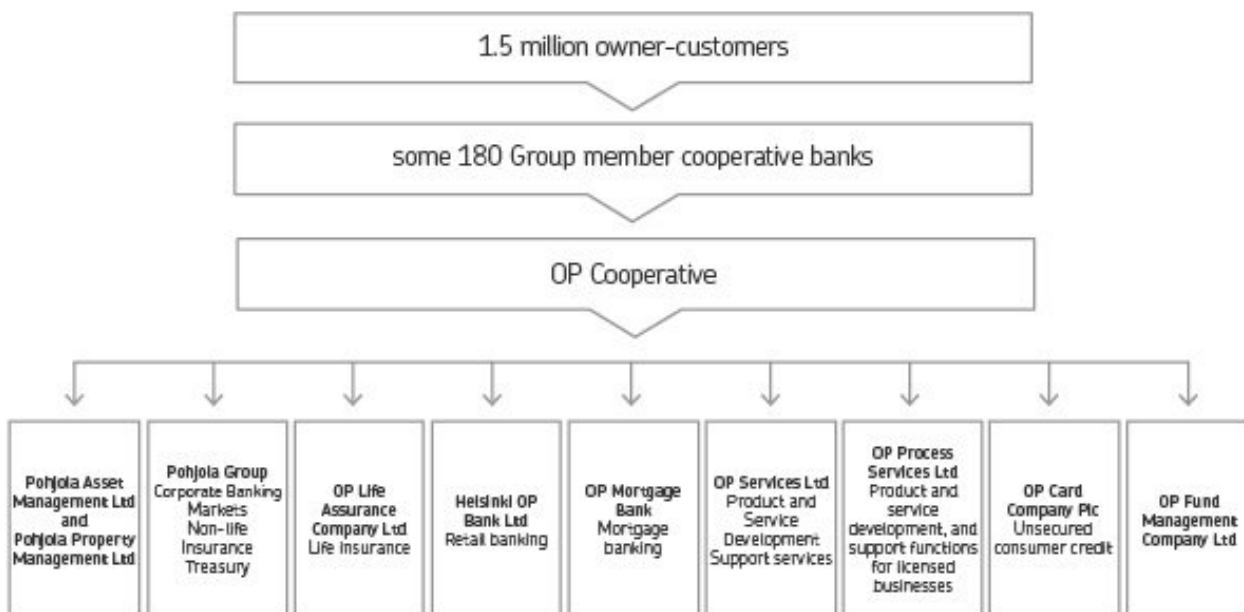 1.5 million owner-customers
some 180 Group member cooperative banks
OP Cooperative
Pohjola Asset
Management Ltd
and
Pohjola Property
Management Ltd
Pohjola Group
Corporate Banking
Markets
Non-life
Insurance
Treasury
OP Life
Assurance
Company Ltd
Life Insurance
Helsinki OP
Bank Ltd
Retail banking
OP Mortgage
Bank
Mortgage
banking
OP Services Ltd
Product and
Service
Development
Support services
OP Process
Services Ltd
Product and
service
development, and
support functions
for licensed
businesses
OP Card
Company Plc
Unsecured
consumer credit
OP Fund
Management
Company Ltd